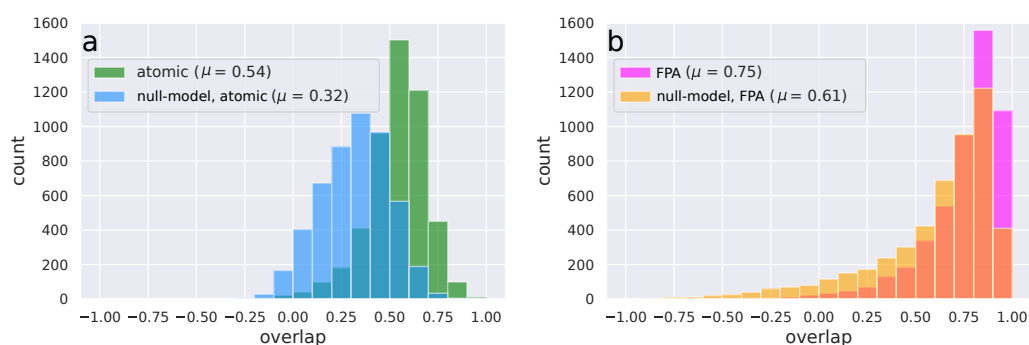 a
atomic (μ = 0.54)
null-model, atomic (μ = 0.32)
1600
1400
1200
1000
800
600
400
200
0
count
−1.00 −0.75 −0.50 −0.25 0.00 0.25 0.50 0.75 1.00
overlap
b
FPA (μ = 0.75)
null-model, FPA (μ = 0.61)
1600
1400
1200
1000
800
600
400
200
0
count
−1.00 −0.75 −0.50 −0.25 0.00 0.25 0.50 0.75 1.00
overlap